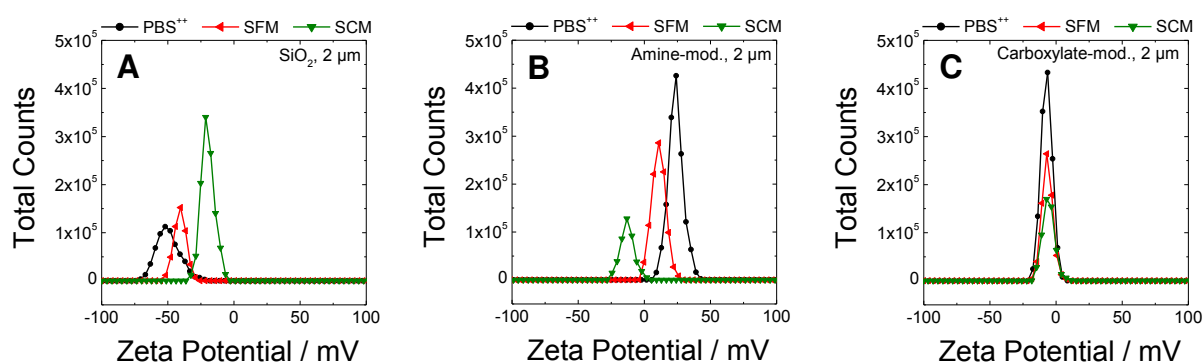 PBS⁺⁺ SFM SCM
A
SiO₂, 2 µm
Total Counts
5x10⁵
4x10⁵
3x10⁵
2x10⁵
1x10⁵
0
-100 -50 0 50 100
Zeta Potential / mV
PBS⁺⁺ SFM SCM
B
Amine-mod., 2 µm
Total Counts
5x10⁵
4x10⁵
3x10⁵
2x10⁵
1x10⁵
0
-100 -50 0 50 100
Zeta Potential / mV
PBS⁺⁺ SFM SCM
C
Carboxylate-mod., 2 µm
Total Counts
5x10⁵
4x10⁵
3x10⁵
2x10⁵
1x10⁵
0
-100 -50 0 50 100
Zeta Potential / mV